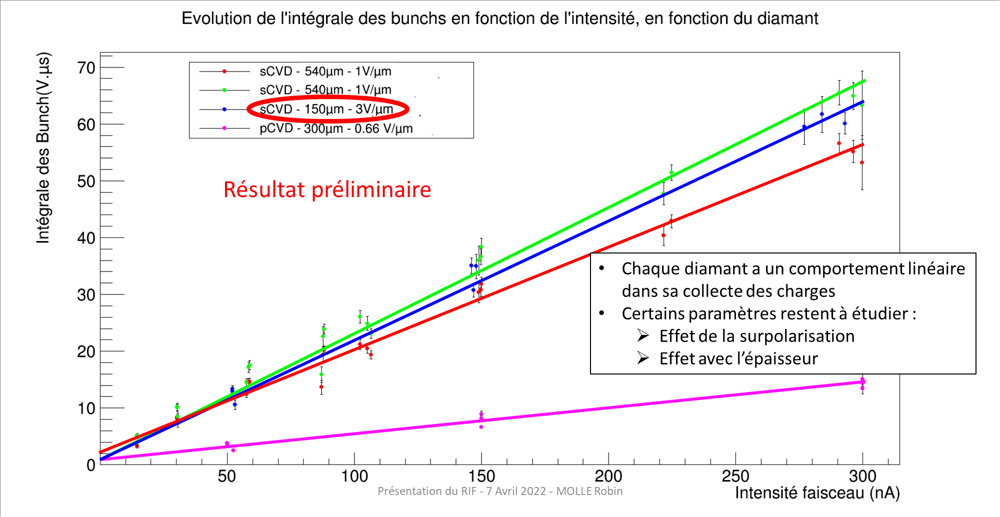 Evolution de l'intégrale des bunchs en fonction de l'intensité, en fonction du diamant
Intégrale des Bunch(V.µs)
70
60
50
40
30
20
10
0
sCVD - 540µm - 1V/µm
sCVD - 540µm - 1V/µm
sCVD - 150µm - 3V/µm
pCVD - 300µm - 0.66 V/µm
Résultat préliminaire
• Chaque diamant a un comportement linéaire
dans sa collecte des charges
• Certains paramètres restent à étudier :
➢ Effet de la surpolarisation
➢ Effet avec l’épaisseur
50 100 150 200 250 300
Présentation du RIF - 7 Avril 2022 - MOLLE Robin
Intensité faisceau (nA)